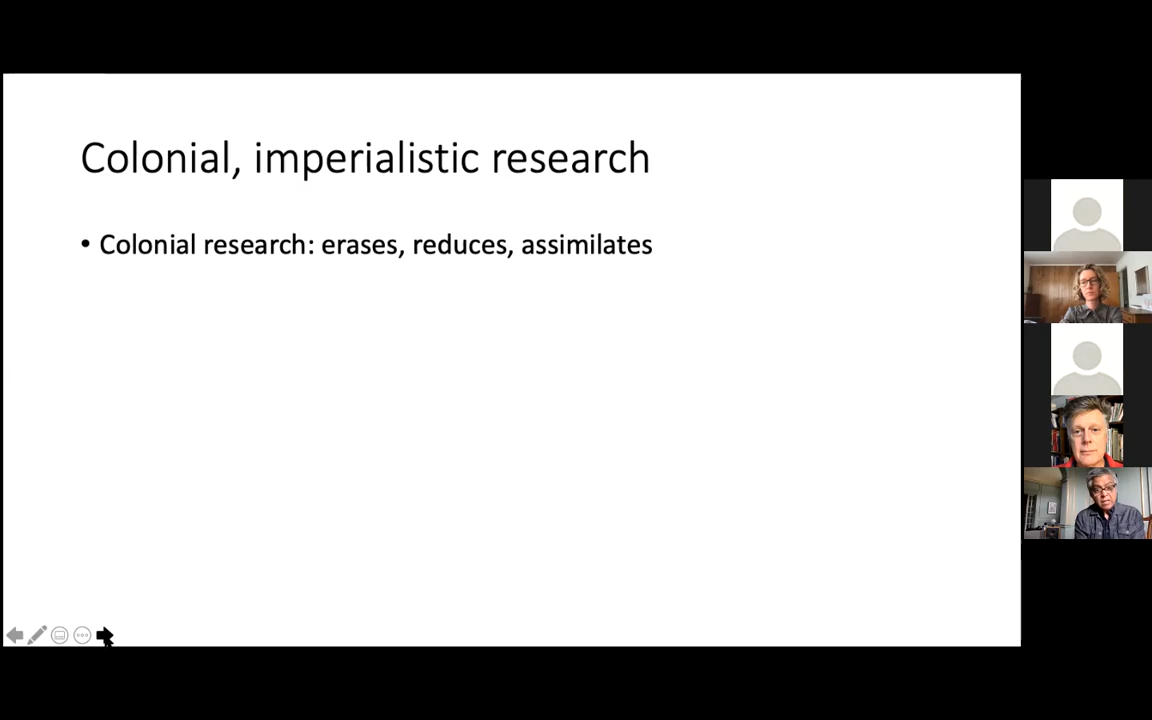 Colonial, imperialistic research
• Colonial research: erases, reduces, assimilates